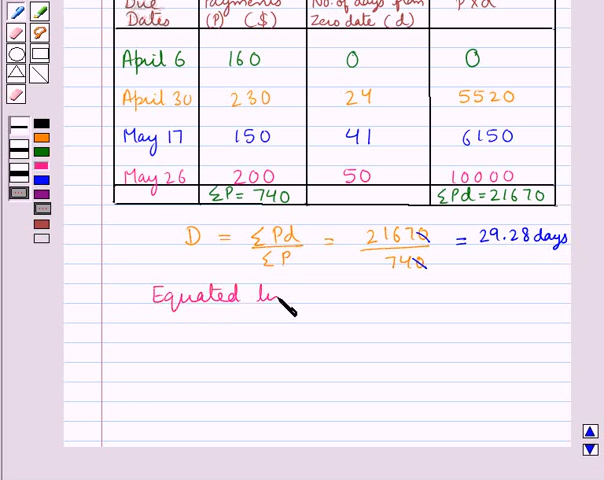 Due Dates Payments (P) ($) No. of days from Zero date (d) P x d
April 6 160 0 0
April 30 230 24 5520
May 17 150 41 6150
May 26 200 50 10000
ΣP = 740 ΣPd = 21670
D = ΣPd / ΣP = 21670 / 740 = 29.28 days
Equated